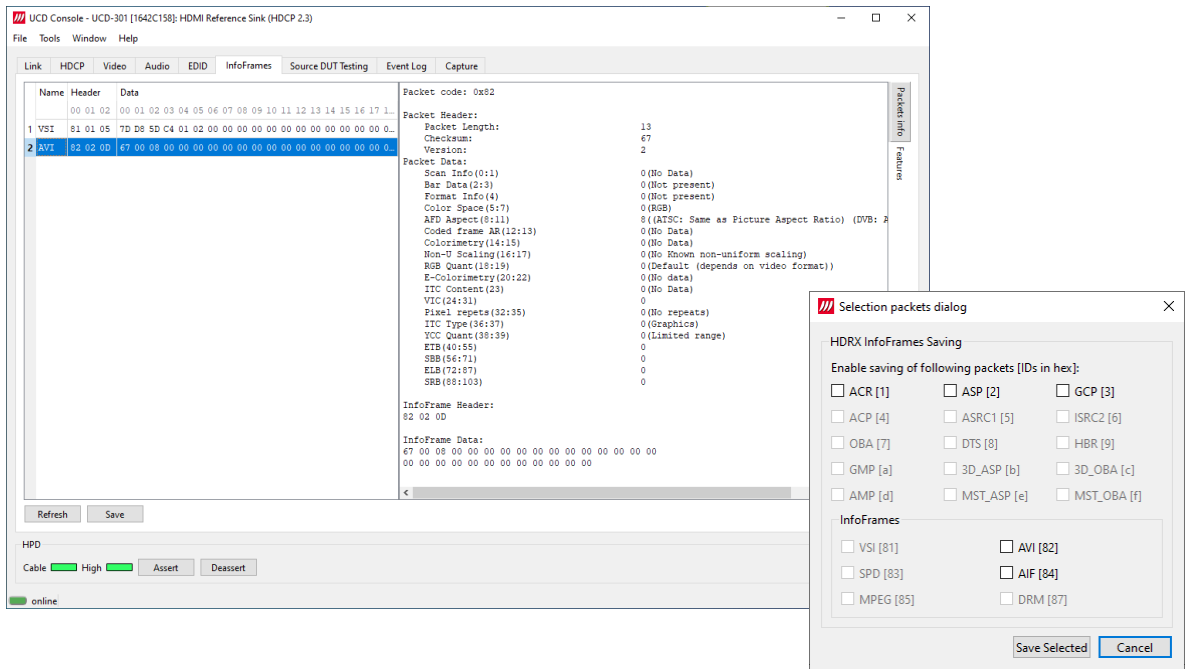 UCD Console - UCD-301 [1642C158]: HDMI Reference Sink (HDCP 2.3)
File Tools Window Help
Link HDCP Video Audio EDID InfoFrames Source DUT Testing Event Log Capture
Name Header Data
00 01 02 00 01 02 03 04 05 06 07 08 09 10 11 12 13 14 15 16 17 1...
1 VSI 81 01 05 7D D8 5D C4 01 02 00 00 00 00 00 00 00 00 00 00 00 00 0...
2 AVI 82 02 0D 67 00 08 00 00 00 00 00 00 00 00 00 00 00 00 00 00 00 0...
Packet code: 0x82
Packet Header:
Packet Length: 13
Checksum: 67
Version: 2
Packet Data:
Scan Info(0:1) 0(No Data)
Bar Data(2:3) 0(Not present)
Format Info(4) 0(Not present)
Color Space(5:7) 0(RGB)
AFD Aspect(8:11) 8((ATSC: Same as Picture Aspect Ratio) (DVB: A
Coded frame AR(12:13) 0(No Data)
Colorimetry(14:15) 0(No Data)
Non-U Scaling(16:17) 0(No Known non-uniform scaling)
RGB Quant(18:19) 0(Default (depends on video format))
E-Colorimetry(20:22) 0(No data)
ITC Content(23) 0(No Data)
VIC(24:31) 0
Pixel repets(32:35) 0(No repeats)
ITC Type(36:37) 0(Graphics)
YCC Quant(38:39) 0(Limited range)
ETB(40:55) 0
SBB(56:71) 0
ELB(72:87) 0
SRB(88:103) 0
InfoFrame Header:
82 02 0D
InfoFrame Data:
67 00 08 00 00 00 00 00 00 00 00 00 00 00 00 00
00 00 00 00 00 00 00 00 00 00 00 00
Packets info
Features
Refresh Save
HPD
Cable High Assert Deassert
online
Selection packets dialog
HDRX InfoFrames Saving
Enable saving of following packets [IDs in hex]:
ACR [1] ASP [2] GCP [3]
ACP [4] ASRC1 [5] ISRC2 [6]
OBA [7] DTS [8] HBR [9]
GMP [a] 3D_ASP [b] 3D_OBA [c]
AMP [d] MST_ASP [e] MST_OBA [f]
InfoFrames
VSI [81] AVI [82]
SPD [83] AIF [84]
MPEG [85] DRM [87]
Save Selected Cancel